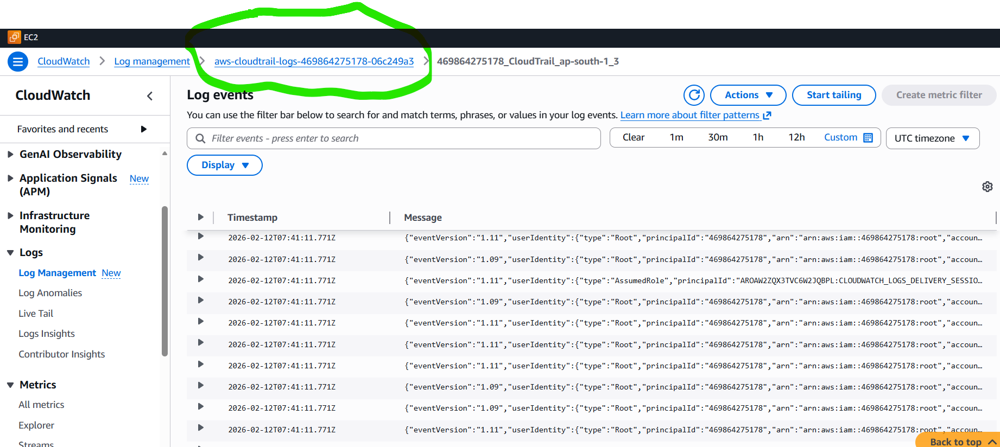 EC2
CloudWatch > Log management > aws-cloudtrail-logs-469864275178-06c249a3 > 469864275178_CloudTrail_ap-south-1_3
CloudWatch
Favorites and recents
GenAI Observability
Application Signals (APM) New
Infrastructure Monitoring
Logs
Log Management New
Log Anomalies
Live Tail
Logs Insights
Contributor Insights
Metrics
All metrics
Explorer
Streams
Log events
Actions
Start tailing
Create metric filter
You can use the filter bar below to search for and match terms, phrases, or values in your log events. Learn more about filter patterns
Filter events - press enter to search
Clear 1m 30m 1h 12h Custom
UTC timezone
Display
Timestamp Message
2026-02-12T07:41:11.771Z {"eventVersion":"1.11","userIdentity":{"type":"Root","principalId":"469864275178","arn":"arn:aws:iam::469864275178:root","accoun…
2026-02-12T07:41:11.771Z {"eventVersion":"1.09","userIdentity":{"type":"Root","principalId":"469864275178","arn":"arn:aws:iam::469864275178:root","accoun…
2026-02-12T07:41:11.771Z {"eventVersion":"1.11","userIdentity":{"type":"AssumedRole","principalId":"AROAW2ZQX3TVC6W2JQBPL:CLOUDWATCH_LOGS_DELIVERY_SESSIO…
2026-02-12T07:41:11.771Z {"eventVersion":"1.09","userIdentity":{"type":"Root","principalId":"469864275178","arn":"arn:aws:iam::469864275178:root","accoun…
2026-02-12T07:41:11.771Z {"eventVersion":"1.11","userIdentity":{"type":"Root","principalId":"469864275178","arn":"arn:aws:iam::469864275178:root","accoun…
2026-02-12T07:41:11.771Z {"eventVersion":"1.11","userIdentity":{"type":"Root","principalId":"469864275178","arn":"arn:aws:iam::469864275178:root","accoun…
2026-02-12T07:41:11.771Z {"eventVersion":"1.11","userIdentity":{"type":"Root","principalId":"469864275178","arn":"arn:aws:iam::469864275178:root","accoun…
2026-02-12T07:41:11.771Z {"eventVersion":"1.09","userIdentity":{"type":"Root","principalId":"469864275178","arn":"arn:aws:iam::469864275178:root","accoun…
2026-02-12T07:41:11.771Z {"eventVersion":"1.09","userIdentity":{"type":"Root","principalId":"469864275178","arn":"arn:aws:iam::469864275178:root","accoun…
2026-02-12T07:41:11.771Z {"eventVersion":"1.11","userIdentity":{"type":"Root","principalId":"469864275178","arn":"arn:aws:iam::469864275178:root","accoun…
Back to top